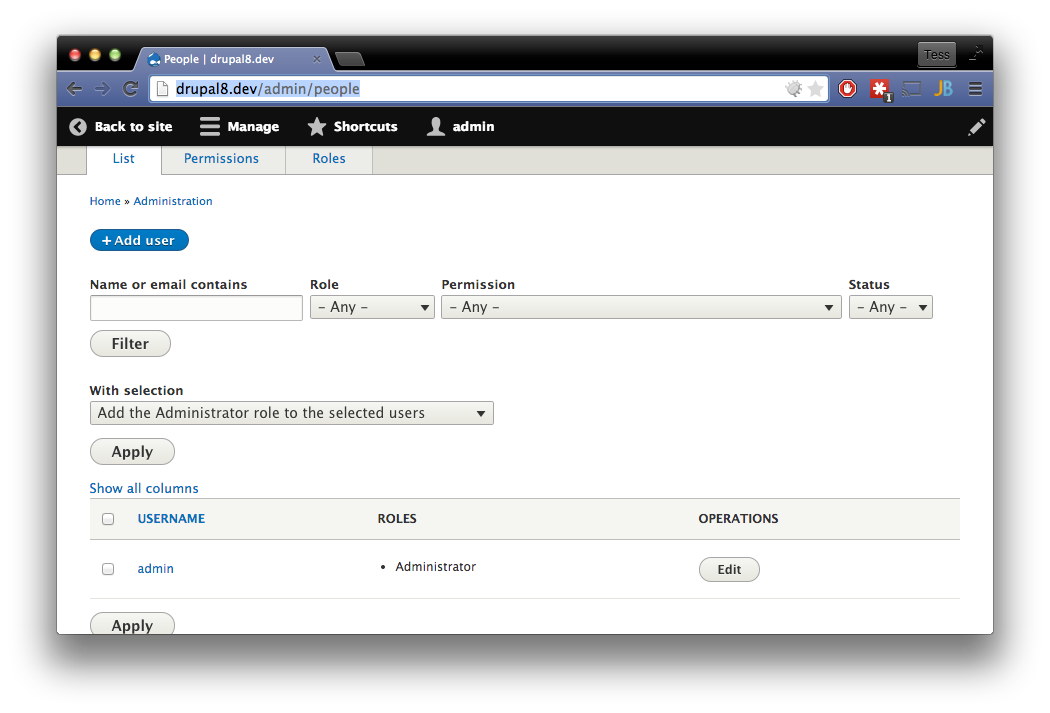 People | drupal8.dev
Tess
drupal8.dev/admin/people
1
JB
Back to site Manage Shortcuts admin
List Permissions Roles
Home » Administration
+ Add user
Name or email contains Role Permission Status
– Any – – Any – – Any –
Filter
With selection
Add the Administrator role to the selected users
Apply
Show all columns
USERNAME ROLES OPERATIONS
admin • Administrator Edit
Apply